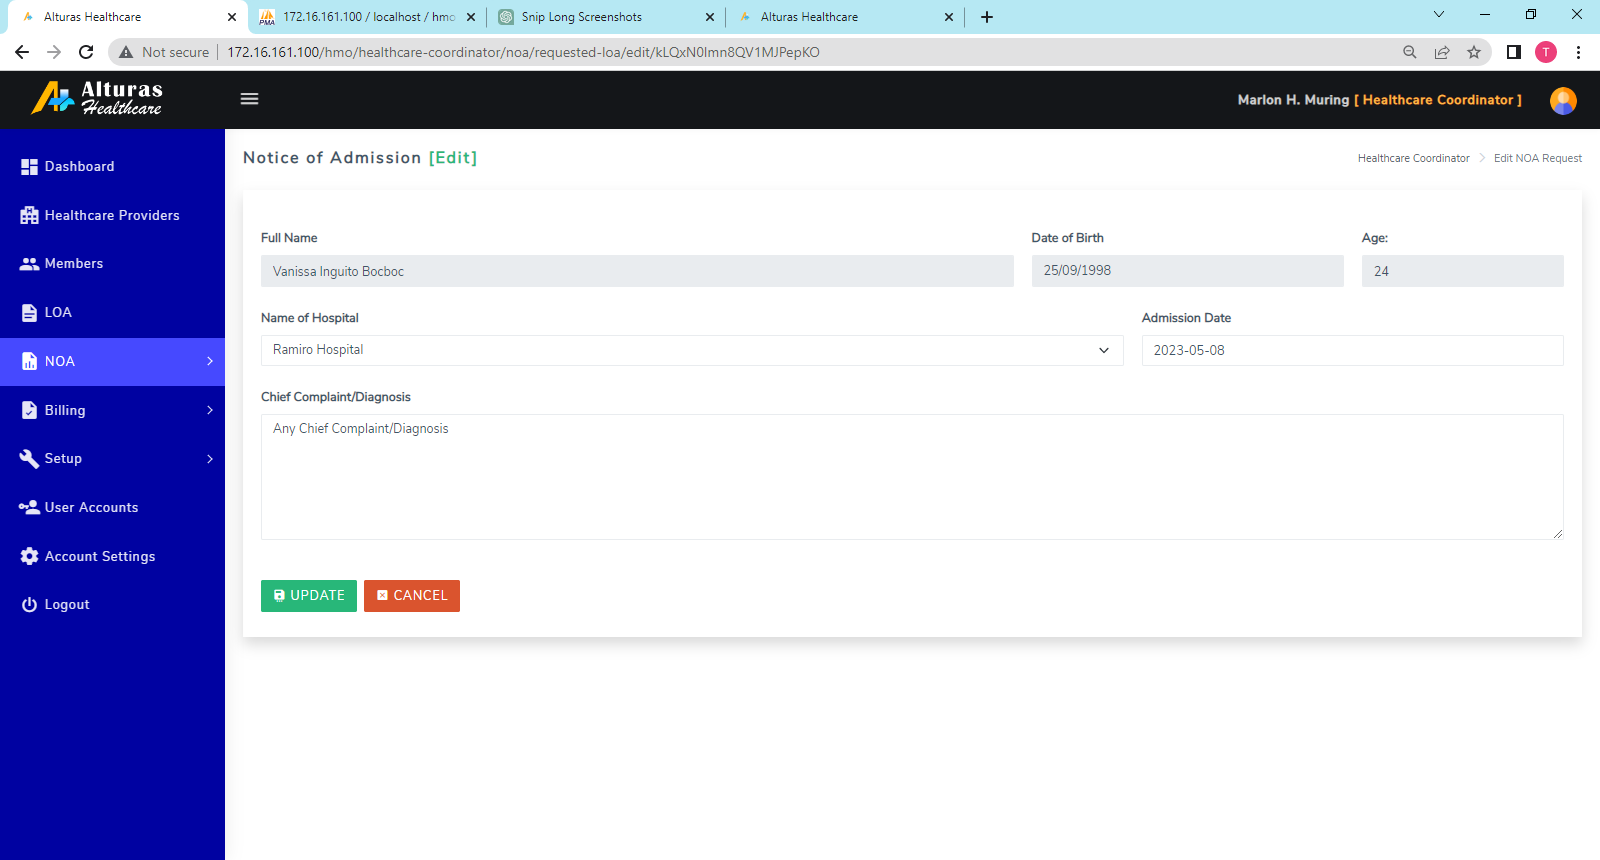 Alturas Healthcare
172.16.161.100 / localhost / hmo
Snip Long Screenshots
Alturas Healthcare
Not secure
172.16.161.100/hmo/healthcare-coordinator/noa/requested-loa/edit/kLQxN0lmn8QV1MJPepKO
T
Alturas
Healthcare
Marlon H. Muring [ Healthcare Coordinator ]
Dashboard
Healthcare Providers
Members
LOA
NOA
Billing
Setup
User Accounts
Account Settings
Logout
Notice of Admission [Edit]
Healthcare Coordinator
Edit NOA Request
Full Name
Date of Birth
Age:
Vanissa Inguito Bocboc
25/09/1998
24
Name of Hospital
Admission Date
Ramiro Hospital
2023-05-08
Chief Complaint/Diagnosis
Any Chief Complaint/Diagnosis
UPDATE
CANCEL